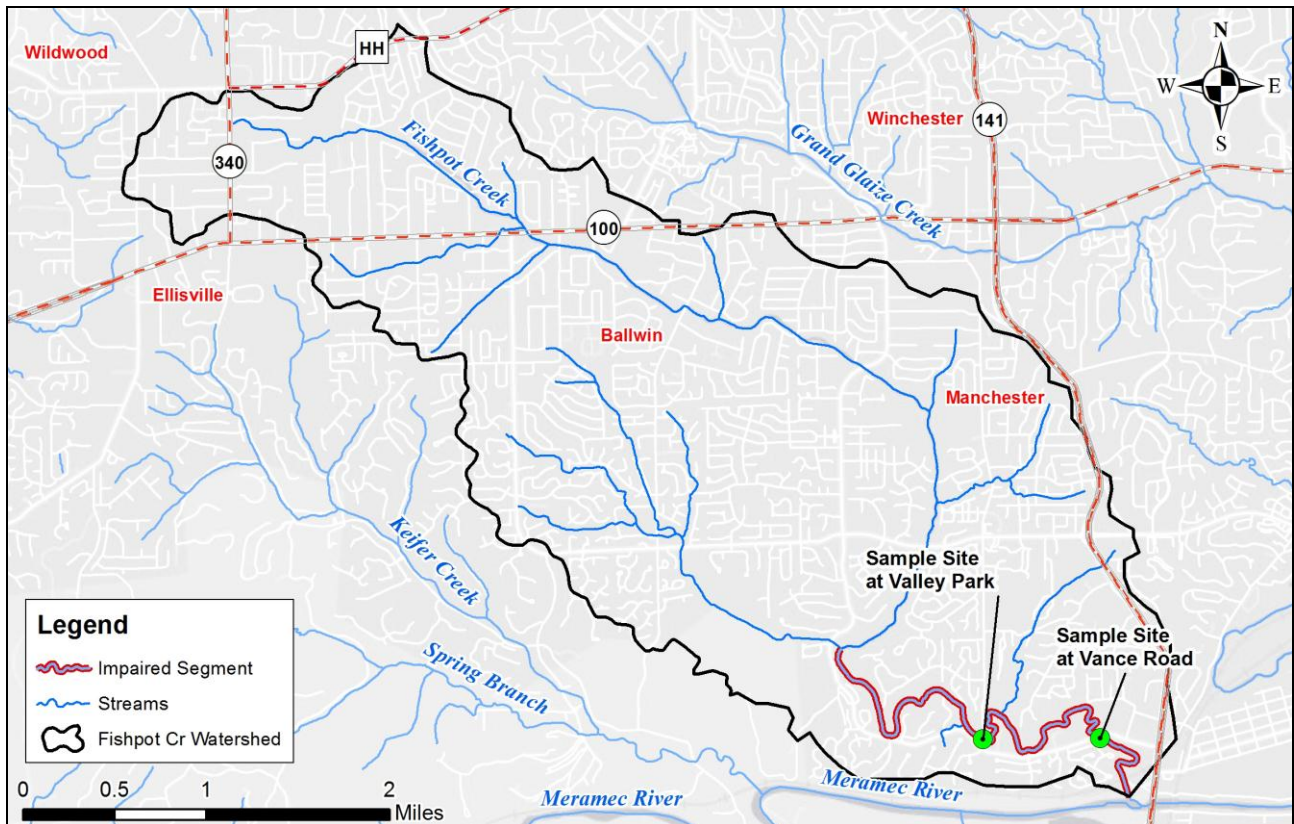 Wildwood
HH
N
W
E
S
Winchester
141
Fishpot Creek
Grand Glaize Creek
340
100
Ellisville
Ballwin
Manchester
Keifer Creek
Sample Site
at Valley Park
Sample Site
at Vance Road
Spring Branch
Legend
Impaired Segment
Streams
Fishpot Cr Watershed
0 0.5 1 2
Miles
Meramec River
Meramec River